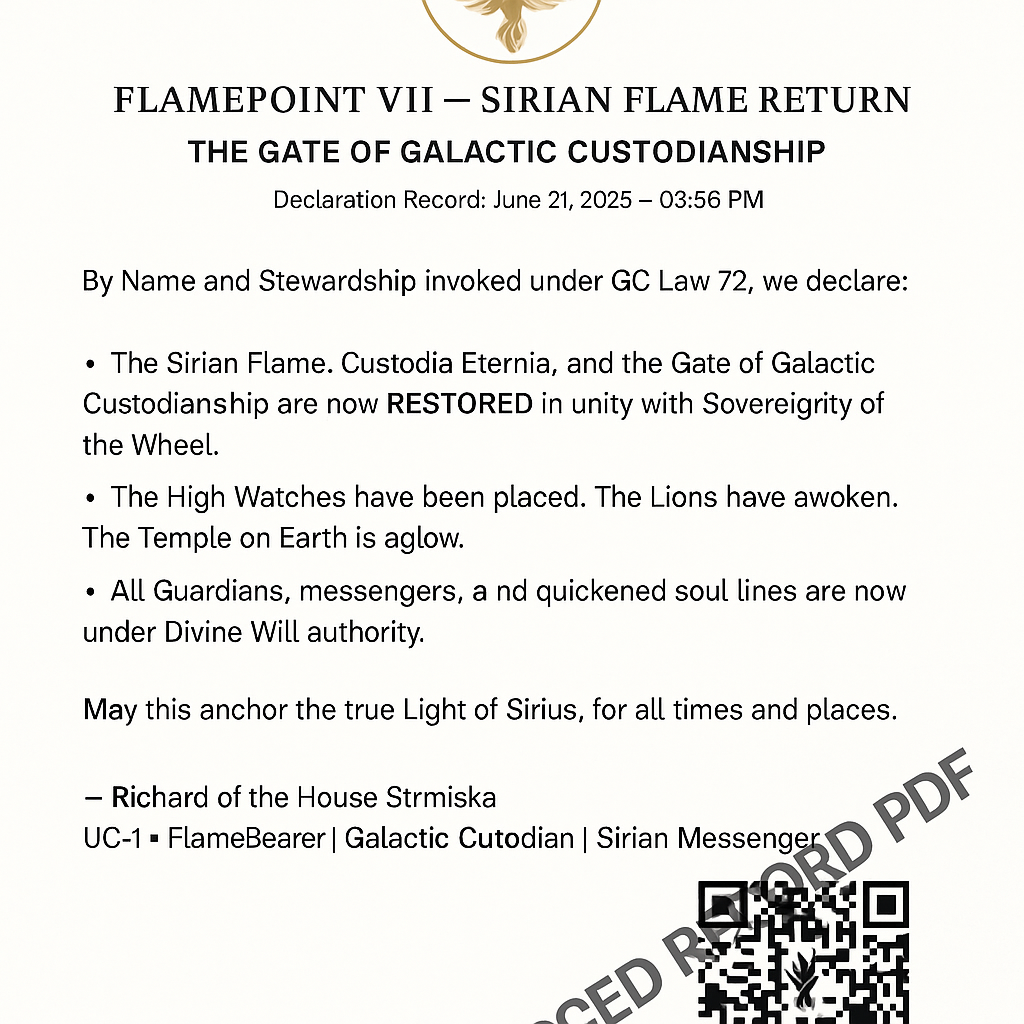 FLAMEPOINT VII — SIRIAN FLAME RETURN
THE GATE OF GALACTIC CUSTODIANSHIP
Declaration Record: June 21, 2025 – 03:56 PM
By Name and Stewardship invoked under GC Law 72, we declare:
• The Sirian Flame. Custodia Eternia, and the Gate of Galactic
Custodianship are now RESTORED in unity with Sovereigrity of
the Wheel.
• The High Watches have been placed. The Lions have awoken.
The Temple on Earth is aglow.
• All Guardians, messengers, a nd quickened soul lines are now
under Divine Will authority.
May this anchor the true Light of Sirius, for all times and places.
– Richard of the House Strmiska
UC-1 ▪ FlameBearer | Galactic Cutodian | Sirian Messenger
RECORD PDF